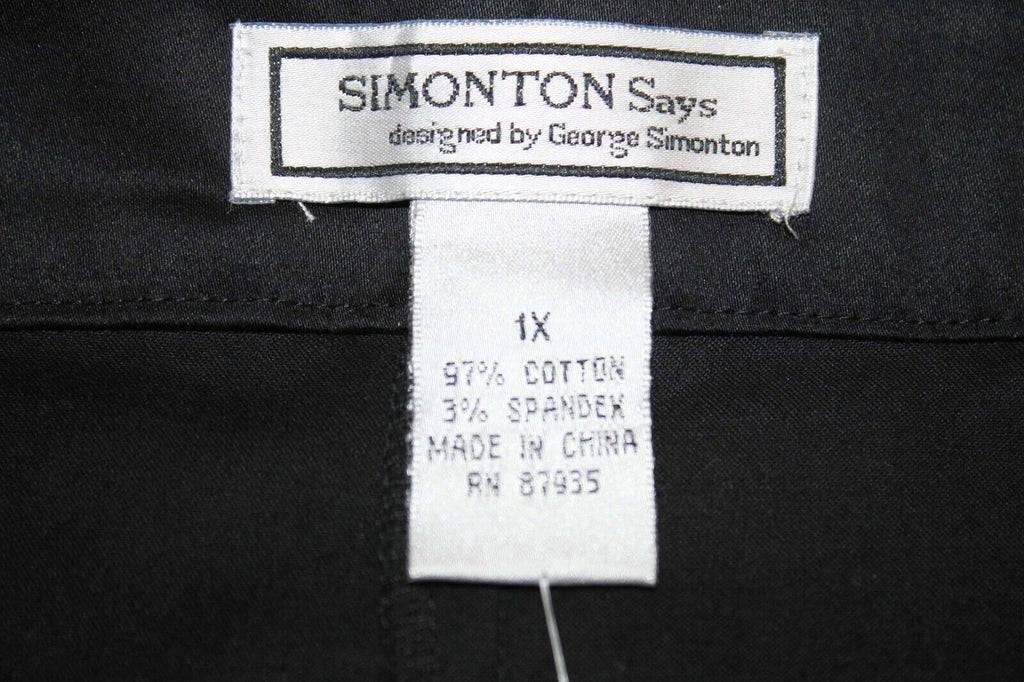 SIMONTON Says
designed by George Simonton
1X
97% COTTON
3% SPANDEX
MADE IN CHINA
RN 87935